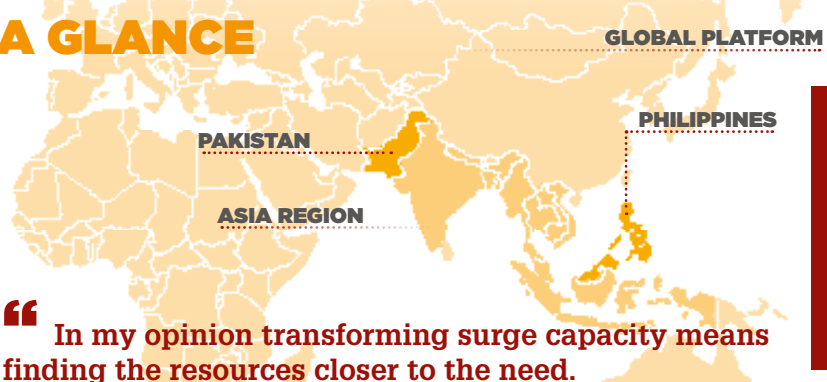 A GLANCE
GLOBAL PLATFORM
PHILIPPINES
PAKISTAN
ASIA REGION
“ In my opinion transforming surge capacity means
finding the resources closer to the need.